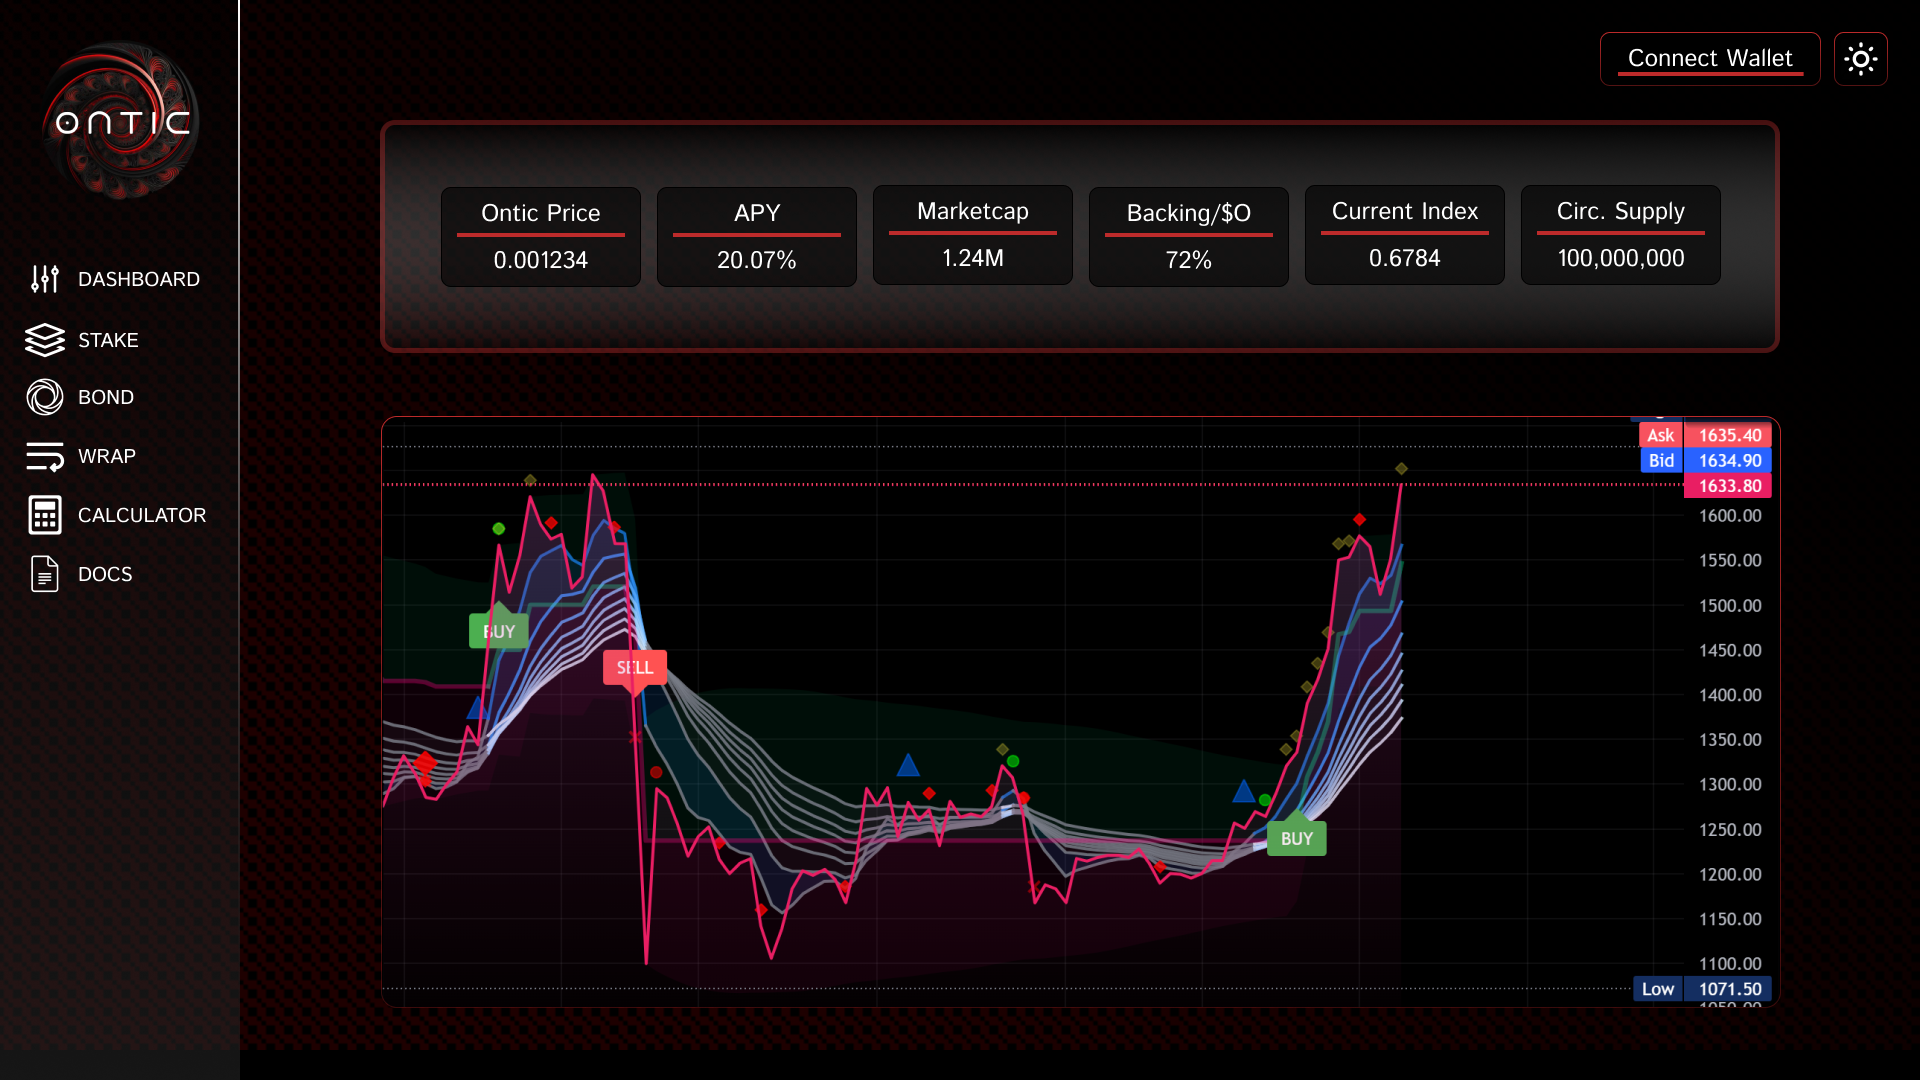 ONTIC
Connect Wallet
DASHBOARD
STAKE
BOND
WRAP
CALCULATOR
DOCS
Ontic Price
0.001234
APY
20.07%
Marketcap
1.24M
Backing/$O
72%
Current Index
0.6784
Circ. Supply
100,000,000
BUY
SELL
BUY
Ask 1635.40
Bid 1634.90
1633.80
1600.00
1550.00
1500.00
1450.00
1400.00
1350.00
1300.00
1250.00
1200.00
1150.00
1100.00
Low 1071.50